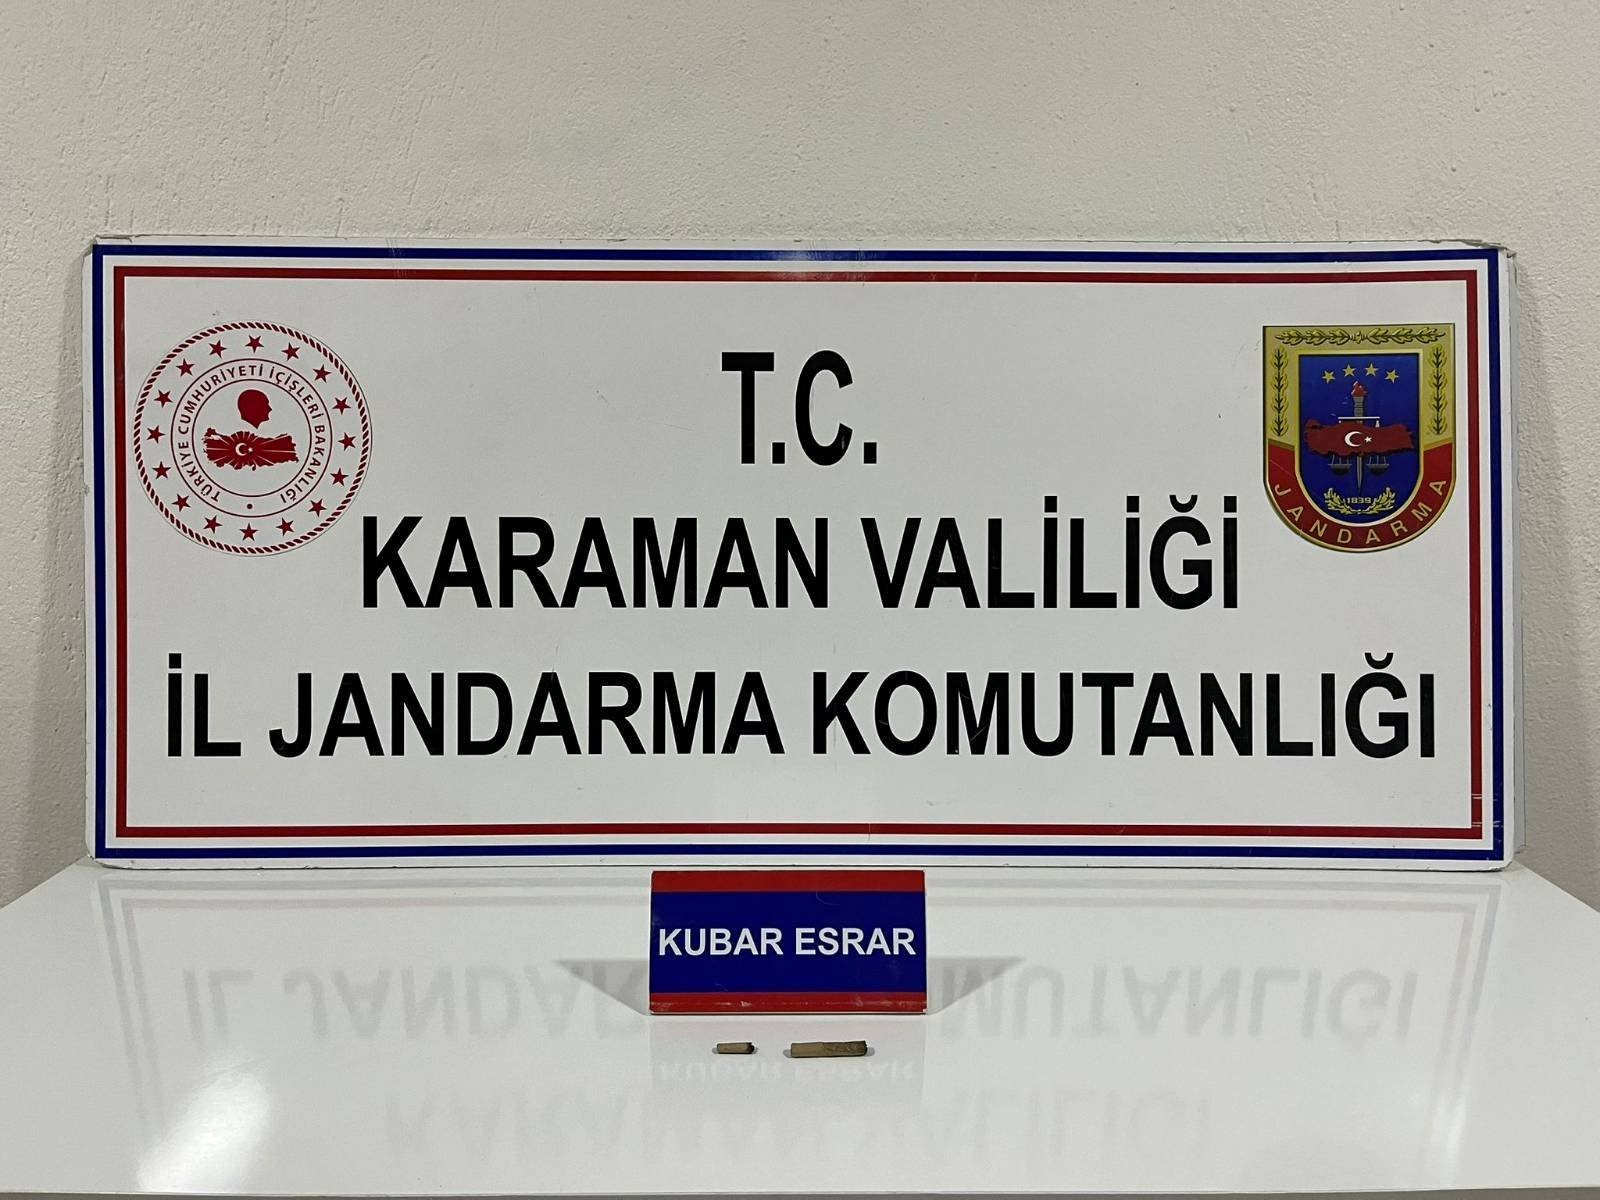 T.C.
KARAMAN VALİLİĞİ
İL JANDARMA KOMUTANLIĞI
TÜRKİYE CUMHURİYETİ İÇİŞLERİ BAKANLIĞI
1839
JANDARMA
KUBAR ESRAR